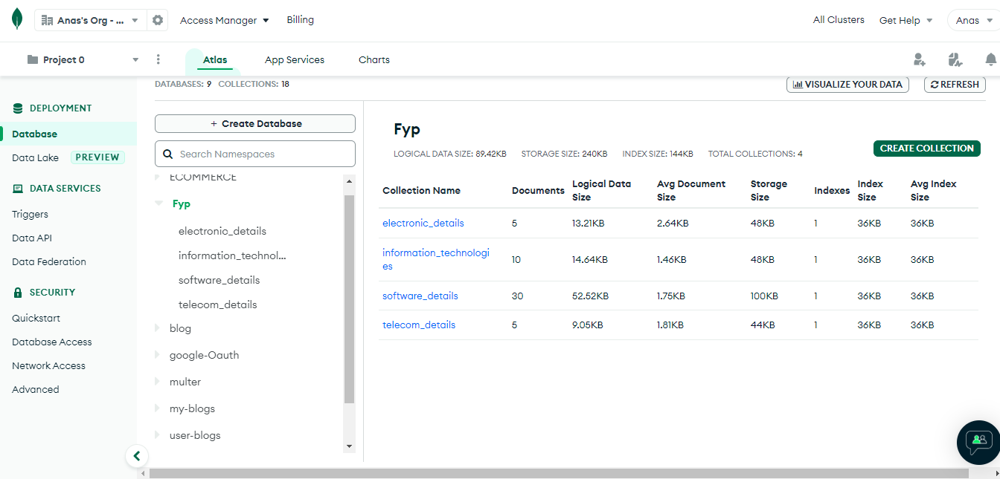 Anas's Org - ... Access Manager Billing All Clusters Get Help Anas
Project 0 Atlas App Services Charts
DATABASES: 9 COLLECTIONS: 18 VISUALIZE YOUR DATA REFRESH
DEPLOYMENT
Database
Data Lake PREVIEW
DATA SERVICES
Triggers
Data API
Data Federation
SECURITY
Quickstart
Database Access
Network Access
Advanced
+ Create Database
Search Namespaces
ECOMMERCE
Fyp
electronic_details
information_technol...
software_details
telecom_details
blog
google-Oauth
multer
my-blogs
user-blogs
Fyp
LOGICAL DATA SIZE: 89.42KB STORAGE SIZE: 240KB INDEX SIZE: 144KB TOTAL COLLECTIONS: 4
CREATE COLLECTION
Collection Name Documents Logical Data Size Avg Document Size Storage Size Indexes Index Size Avg Index Size
electronic_details 5 13.21KB 2.64KB 48KB 1 36KB 36KB
information_technologies 10 14.64KB 1.46KB 48KB 1 36KB 36KB
software_details 30 52.52KB 1.75KB 100KB 1 36KB 36KB
telecom_details 5 9.05KB 1.81KB 44KB 1 36KB 36KB